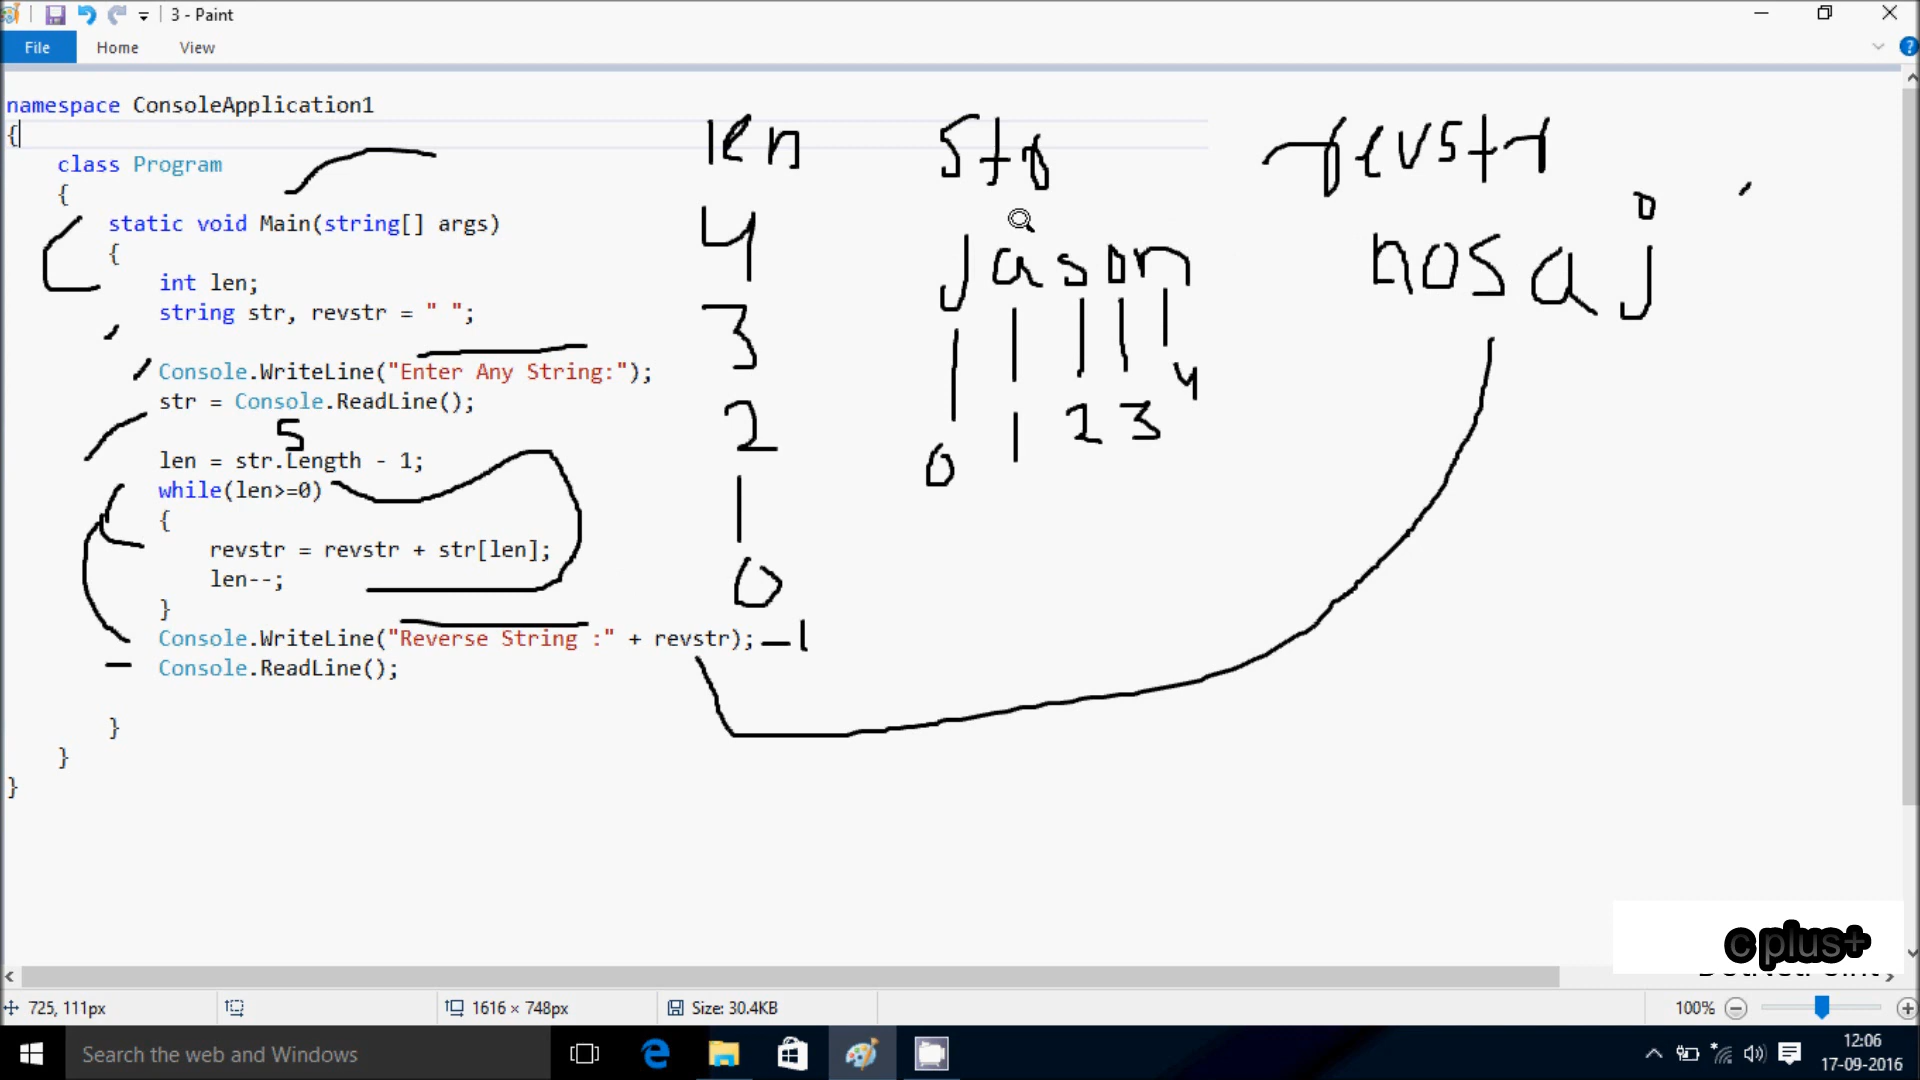 3 - Paint
File Home View
namespace ConsoleApplication1
{
class Program
{
static void Main(string[] args)
{
int len;
string str, revstr = " ";
Console.WriteLine("Enter Any String:");
str = Console.ReadLine();
5
len = str.Length - 1;
while(len>=0)
{
revstr = revstr + str[len];
len--;
}
Console.WriteLine("Reverse String :" + revstr);
Console.ReadLine();
}
}
}
len
4
3
2
1
0
-1
str
jason
0 1 2 3 4
revstr
nosaj
c plus+
725, 111px
1616 × 748px
Size: 30.4KB
100%
Search the web and Windows
12:06
17-09-2016